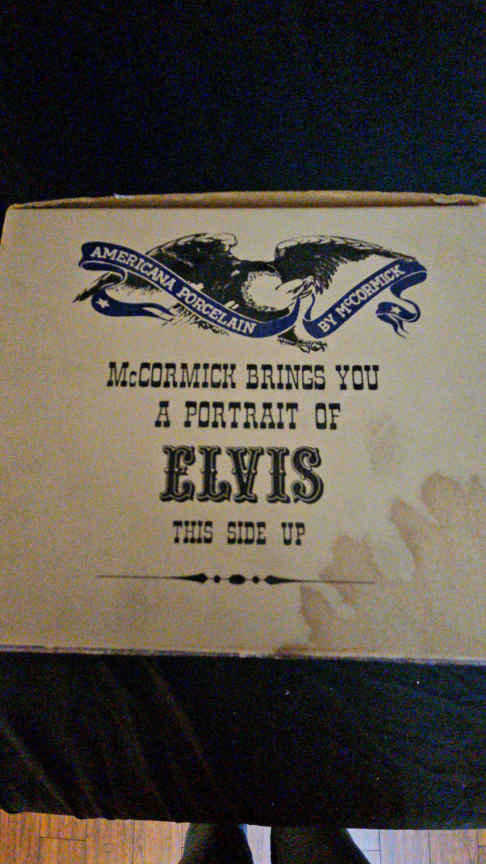 AMERICANA PORCELAIN
BY McCORMICK
McCORMICK BRINGS YOU
A PORTRAIT OF
ELVIS
THIS SIDE UP